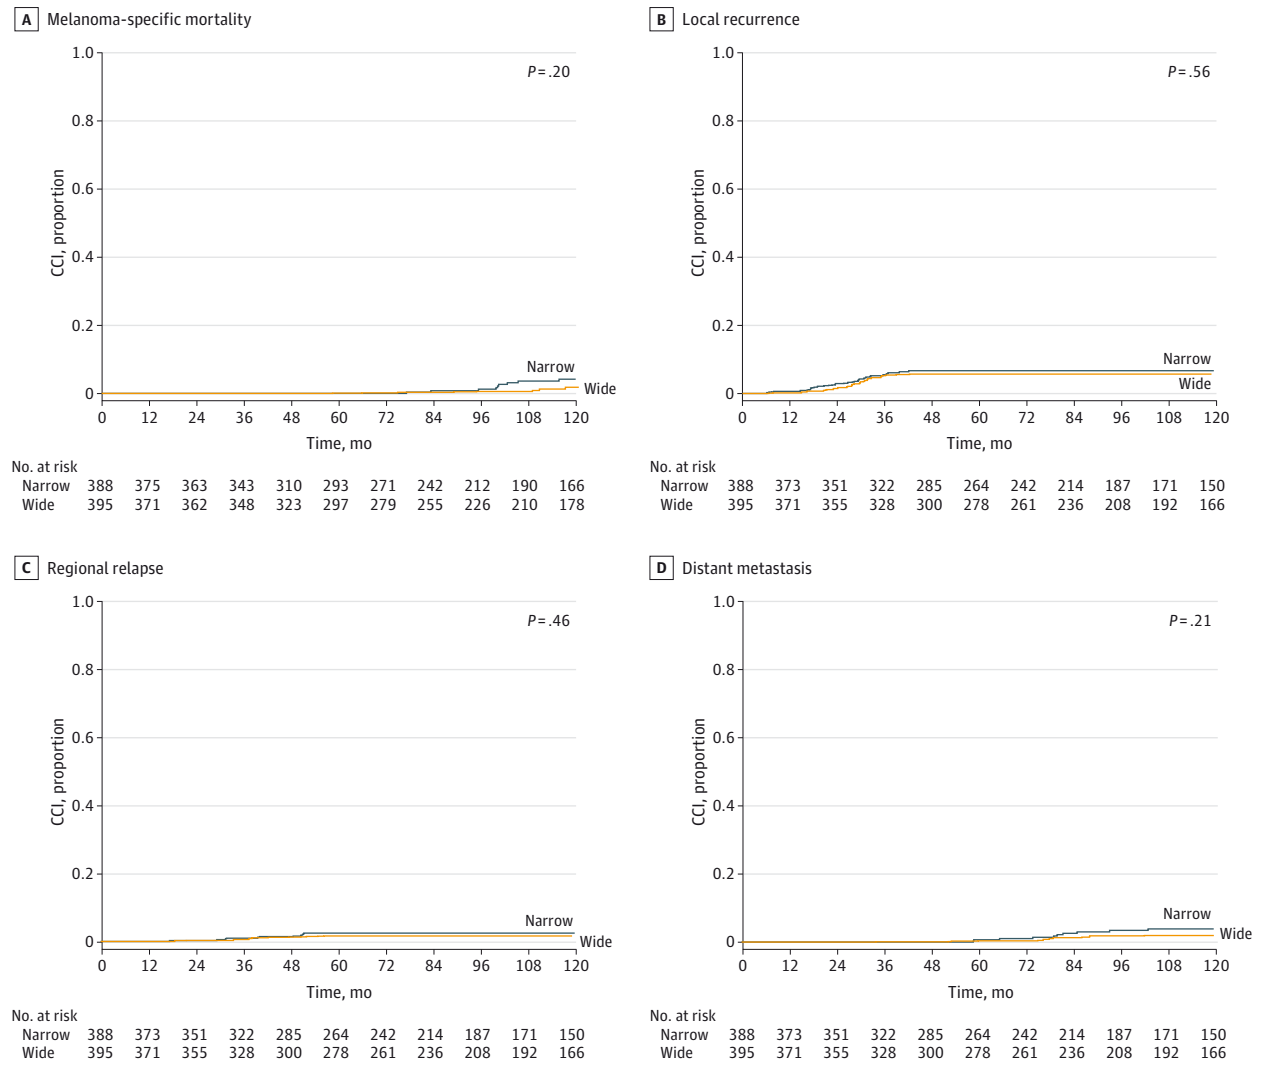 A Melanoma-specific mortality
1.0
0.8
0.6
0.4
0.2
0
CCI, proportion
P = .20
Narrow
Wide
0 12 24 36 48 60 72 84 96 108 120
Time, mo
No. at risk
Narrow 388 375 363 343 310 293 271 242 212 190 166
Wide 395 371 362 348 323 297 279 255 226 210 178
B Local recurrence
1.0
0.8
0.6
0.4
0.2
0
CCI, proportion
P = .56
Narrow
Wide
0 12 24 36 48 60 72 84 96 108 120
Time, mo
No. at risk
Narrow 388 373 351 322 285 264 242 214 187 171 150
Wide 395 371 355 328 300 278 261 236 208 192 166
C Regional relapse
1.0
0.8
0.6
0.4
0.2
0
CCI, proportion
P = .46
Narrow
Wide
0 12 24 36 48 60 72 84 96 108 120
Time, mo
No. at risk
Narrow 388 373 351 322 285 264 242 214 187 171 150
Wide 395 371 355 328 300 278 261 236 208 192 166
D Distant metastasis
1.0
0.8
0.6
0.4
0.2
0
CCI, proportion
P = .21
Narrow
Wide
0 12 24 36 48 60 72 84 96 108 120
Time, mo
No. at risk
Narrow 388 373 351 322 285 264 242 214 187 171 150
Wide 395 371 355 328 300 278 261 236 208 192 166